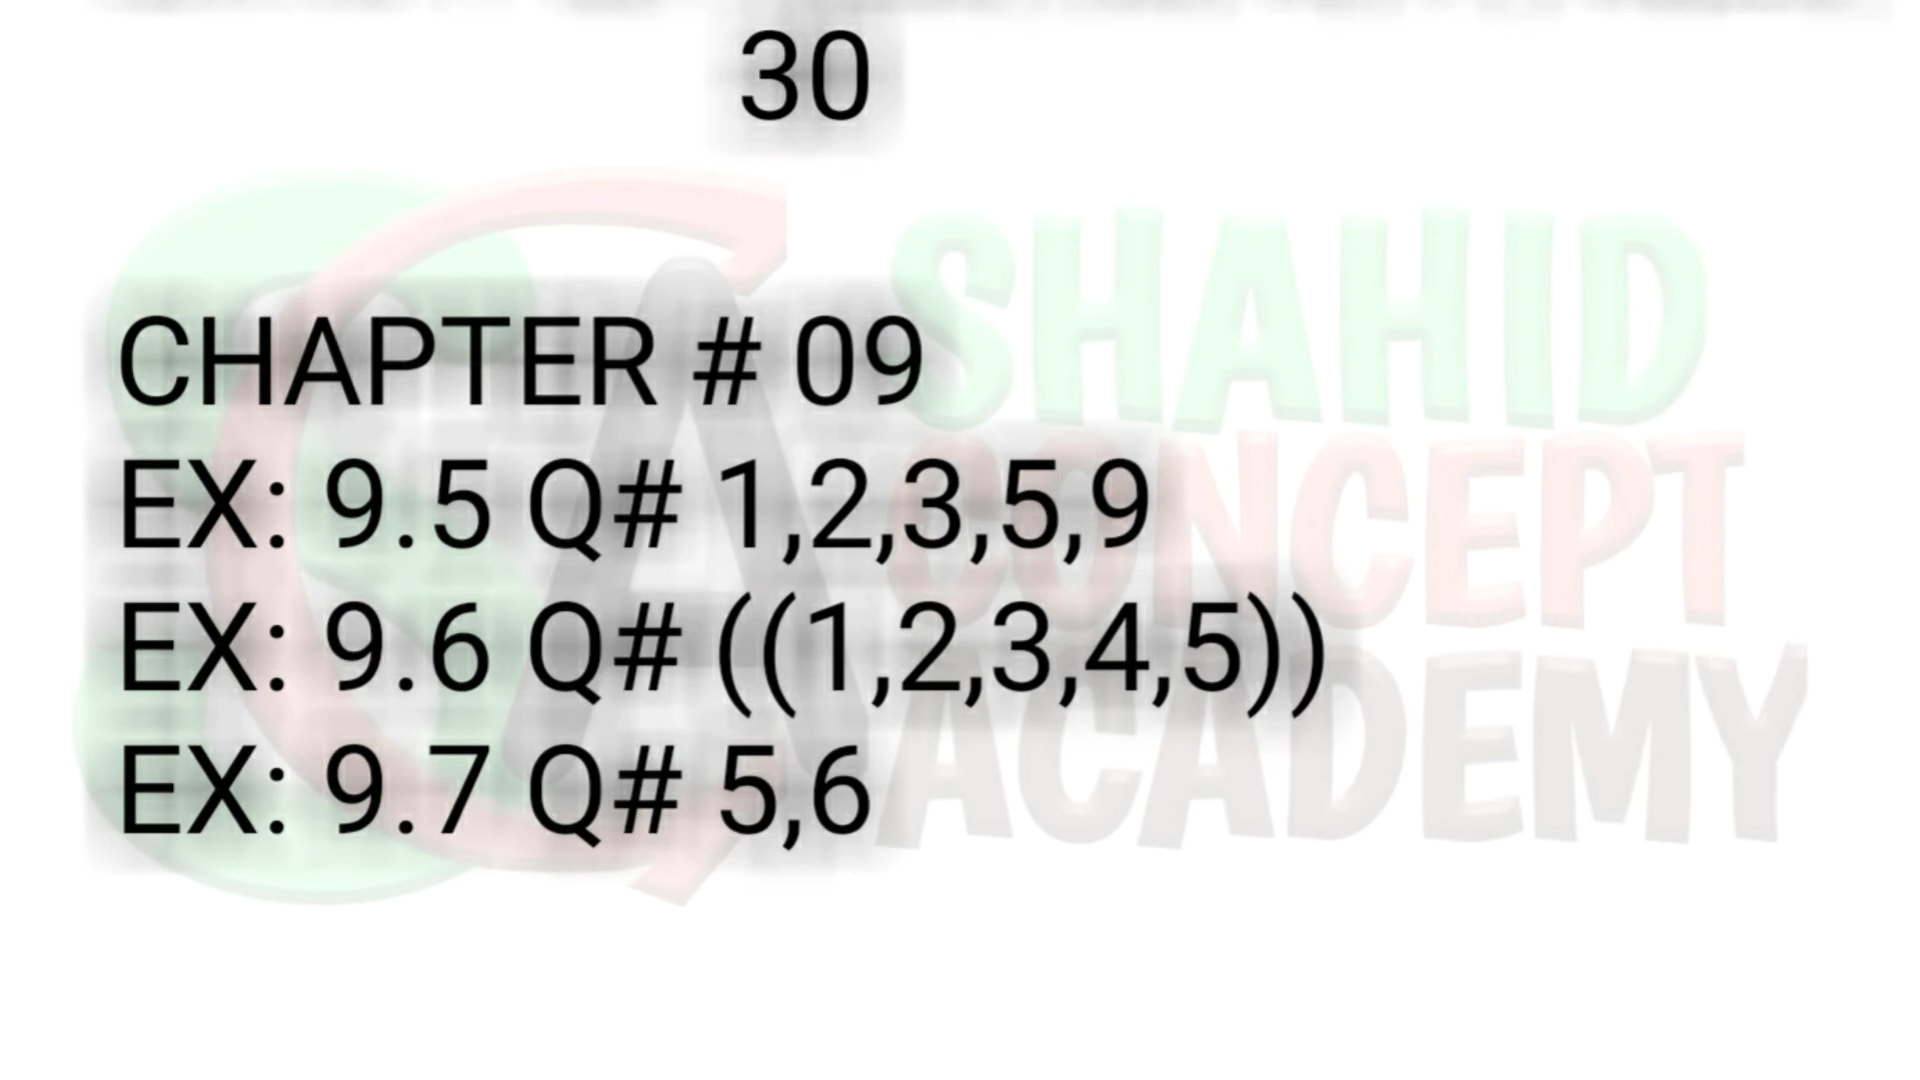 30
CHAPTER # 09
EX: 9.5 Q# 1,2,3,5,9
EX: 9.6 Q# ((1,2,3,4,5))
EX: 9.7 Q# 5,6
SHAHID
CONCEPT
ACADEMY